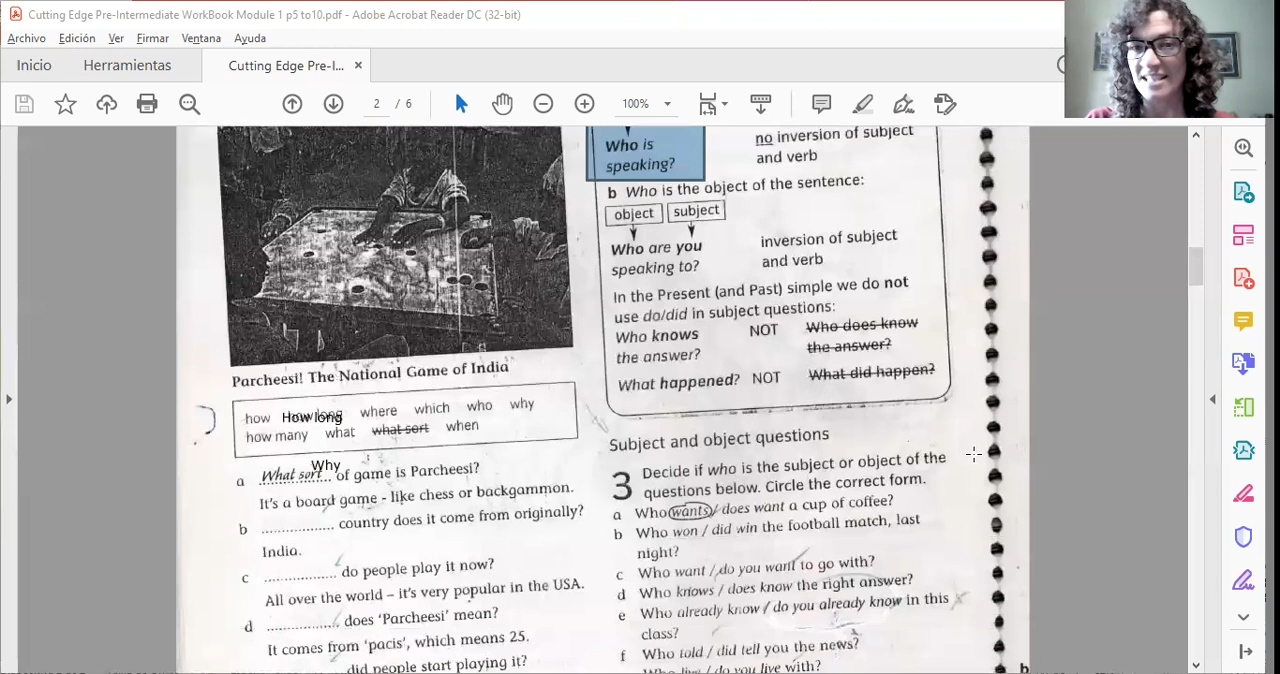 Cutting Edge Pre-Intermediate WorkBook Module 1 p5 to10.pdf - Adobe Acrobat Reader DC (32-bit)
Archivo Edición Ver Firmar Ventana Ayuda
Inicio Herramientas Cutting Edge Pre-I... ×
2 / 6 100%
Parcheesi! The National Game of India
how How long where which who why
how many what what sort when
Why
a What sort of game is Parcheesi?
It's a board game - like chess or backgammon.
b .................. country does it come from originally?
India.
c .................. do people play it now?
All over the world – it's very popular in the USA.
d .................. does 'Parcheesi' mean?
It comes from 'pacis', which means 25.
did people start playing it?
Who is no inversion of subject
speaking? and verb
b Who is the object of the sentence:
object subject
Who are you inversion of subject
speaking to? and verb
In the Present (and Past) simple we do not
use do/did in subject questions:
Who knows NOT Who does know
the answer? the answer?
What happened? NOT What did happen?
Subject and object questions
3 Decide if who is the subject or object of the
questions below. Circle the correct form.
a Who wants / does want a cup of coffee?
b Who won / did win the football match, last
night?
c Who want / do you want to go with?
d Who knows / does know the right answer?
e Who already know / do you already know in this
class?
f Who told / did tell you the news?
Who live / do you live with?
b